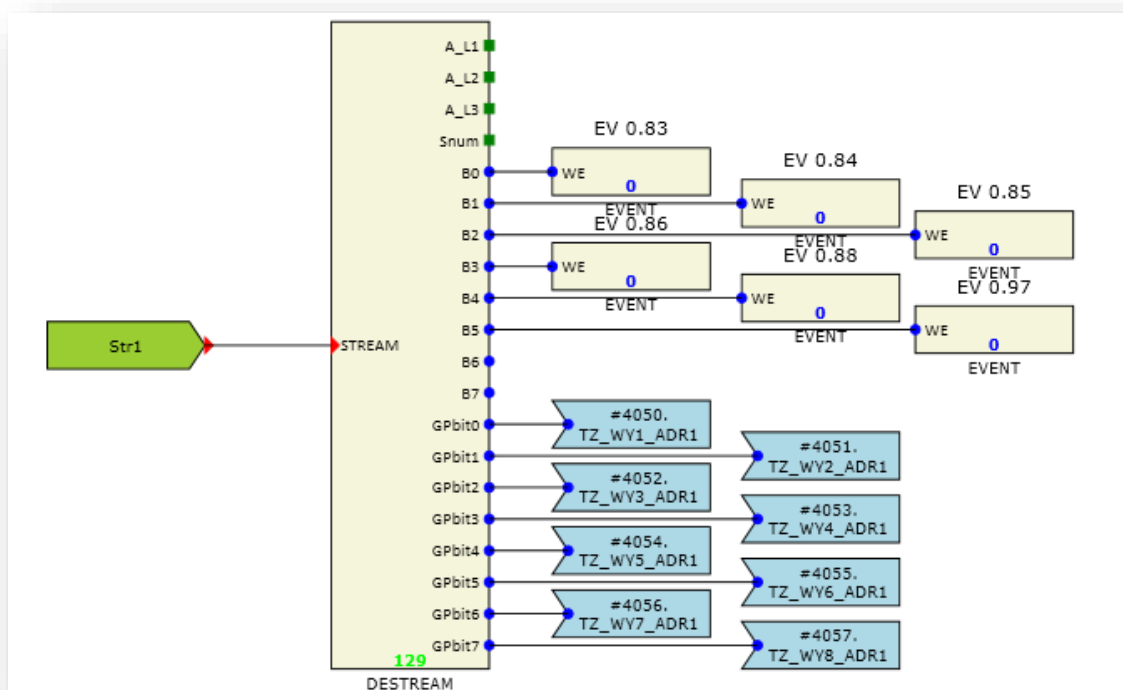 A_L1
A_L2
A_L3
Snum
EV 0.83
B0
WE
0
EVENT
EV 0.84
B1
WE
0
EVENT
EV 0.85
B2
WE
0
EVENT
EV 0.86
B3
WE
0
EVENT
EV 0.88
B4
WE
0
EVENT
EV 0.97
B5
WE
0
EVENT
Str1
STREAM
B6
B7
GPbit0
#4050.
TZ_WY1_ADR1
GPbit1
#4051.
TZ_WY2_ADR1
GPbit2
#4052.
TZ_WY3_ADR1
GPbit3
#4053.
TZ_WY4_ADR1
GPbit4
#4054.
TZ_WY5_ADR1
GPbit5
#4055.
TZ_WY6_ADR1
GPbit6
#4056.
TZ_WY7_ADR1
GPbit7
#4057.
TZ_WY8_ADR1
129
DESTREAM